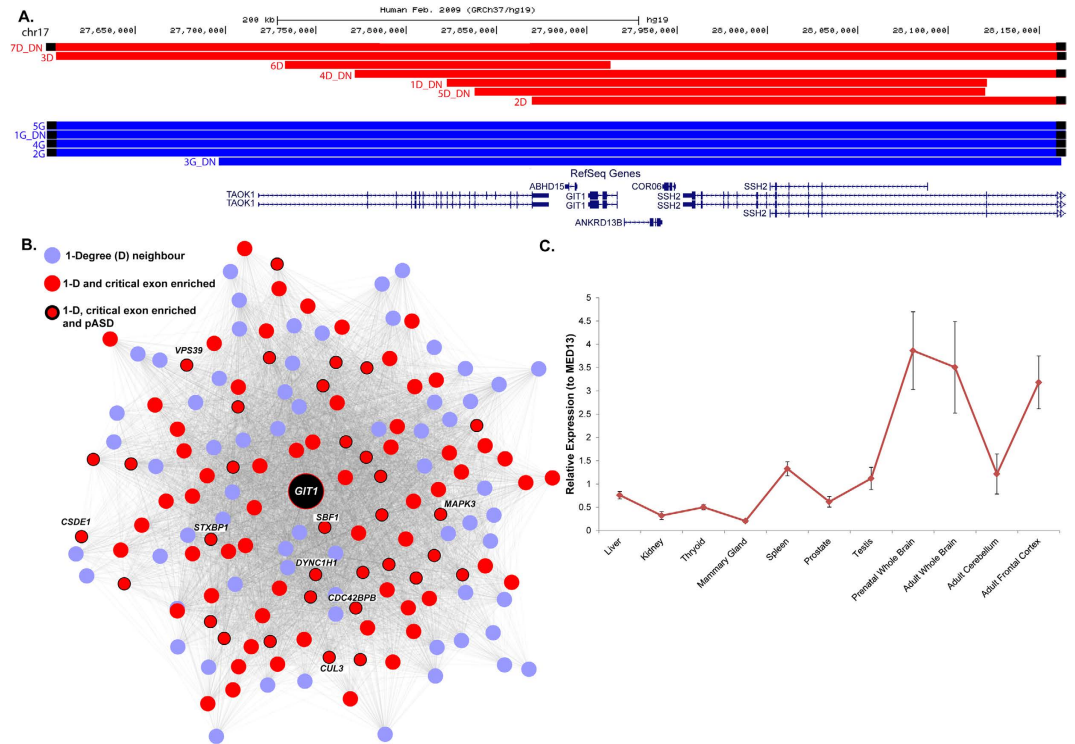 A.
Human Feb. 2009 (GRCh37/hg19)
200 kb hg19
chr17 27,650,000 27,700,000 27,750,000 27,800,000 27,850,000 27,900,000 27,950,000 28,000,000 28,050,000 28,100,000 28,150,000
7D_DN
3D
6D
4D_DN
1D_DN
5D_DN
2D
5G
1G_DN
4G
2G
3G_DN
RefSeq Genes
ABHD15 COR06 SSH2
TAOK1 GIT1 SSH2
TAOK1 GIT1 SSH2 SSH2
ANKRD13B
B.
1-Degree (D) neighbour
1-D and critical exon enriched
1-D, critical exon enriched
and pASD
VPS39
GIT1
MAPK3
SBF1
CSDE1
STXBP1
DYNC1H1
CDC42BPB
CUL3
C.
Relative Expression (to MED13)
5
4.5
4
3.5
3
2.5
2
1.5
1
0.5
0
Liver
Kidney
Thryoid
Mammary Gland
Spleen
Prostate
Testis
Prenatal Whole Brain
Adult Whole Brain
Adult Cerebellum
Adult Frontal Cortex